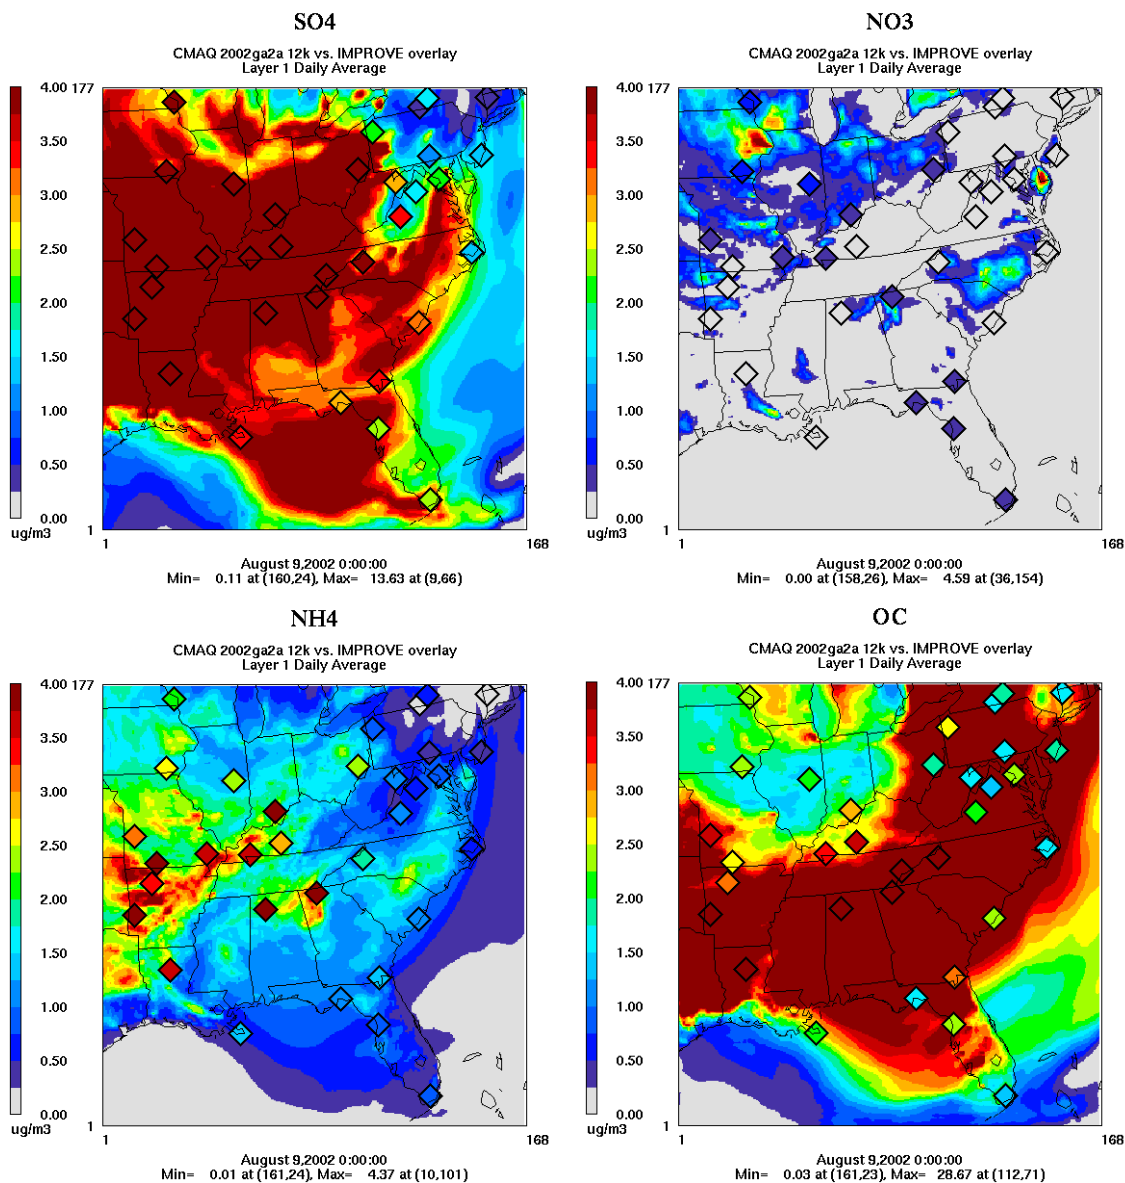 SO4
CMAQ 2002ga2a 12k vs. IMPROVE overlay
Layer 1 Daily Average
4.00 177
3.50
3.00
2.50
2.00
1.50
1.00
0.50
0.00
ug/m3
1
1
168
August 9,2002 0:00:00
Min= 0.11 at (160,24), Max= 13.63 at (9,66)
NO3
CMAQ 2002ga2a 12k vs. IMPROVE overlay
Layer 1 Daily Average
4.00 177
3.50
3.00
2.50
2.00
1.50
1.00
0.50
0.00
ug/m3
1
1
168
August 9,2002 0:00:00
Min= 0.00 at (158,26), Max= 4.59 at (36,154)
NH4
CMAQ 2002ga2a 12k vs. IMPROVE overlay
Layer 1 Daily Average
4.00 177
3.50
3.00
2.50
2.00
1.50
1.00
0.50
0.00
ug/m3
1
1
168
August 9,2002 0:00:00
Min= 0.01 at (161,24), Max= 4.37 at (10,101)
OC
CMAQ 2002ga2a 12k vs. IMPROVE overlay
Layer 1 Daily Average
4.00 177
3.50
3.00
2.50
2.00
1.50
1.00
0.50
0.00
ug/m3
1
1
168
August 9,2002 0:00:00
Min= 0.03 at (161,23), Max= 28.67 at (112,71)